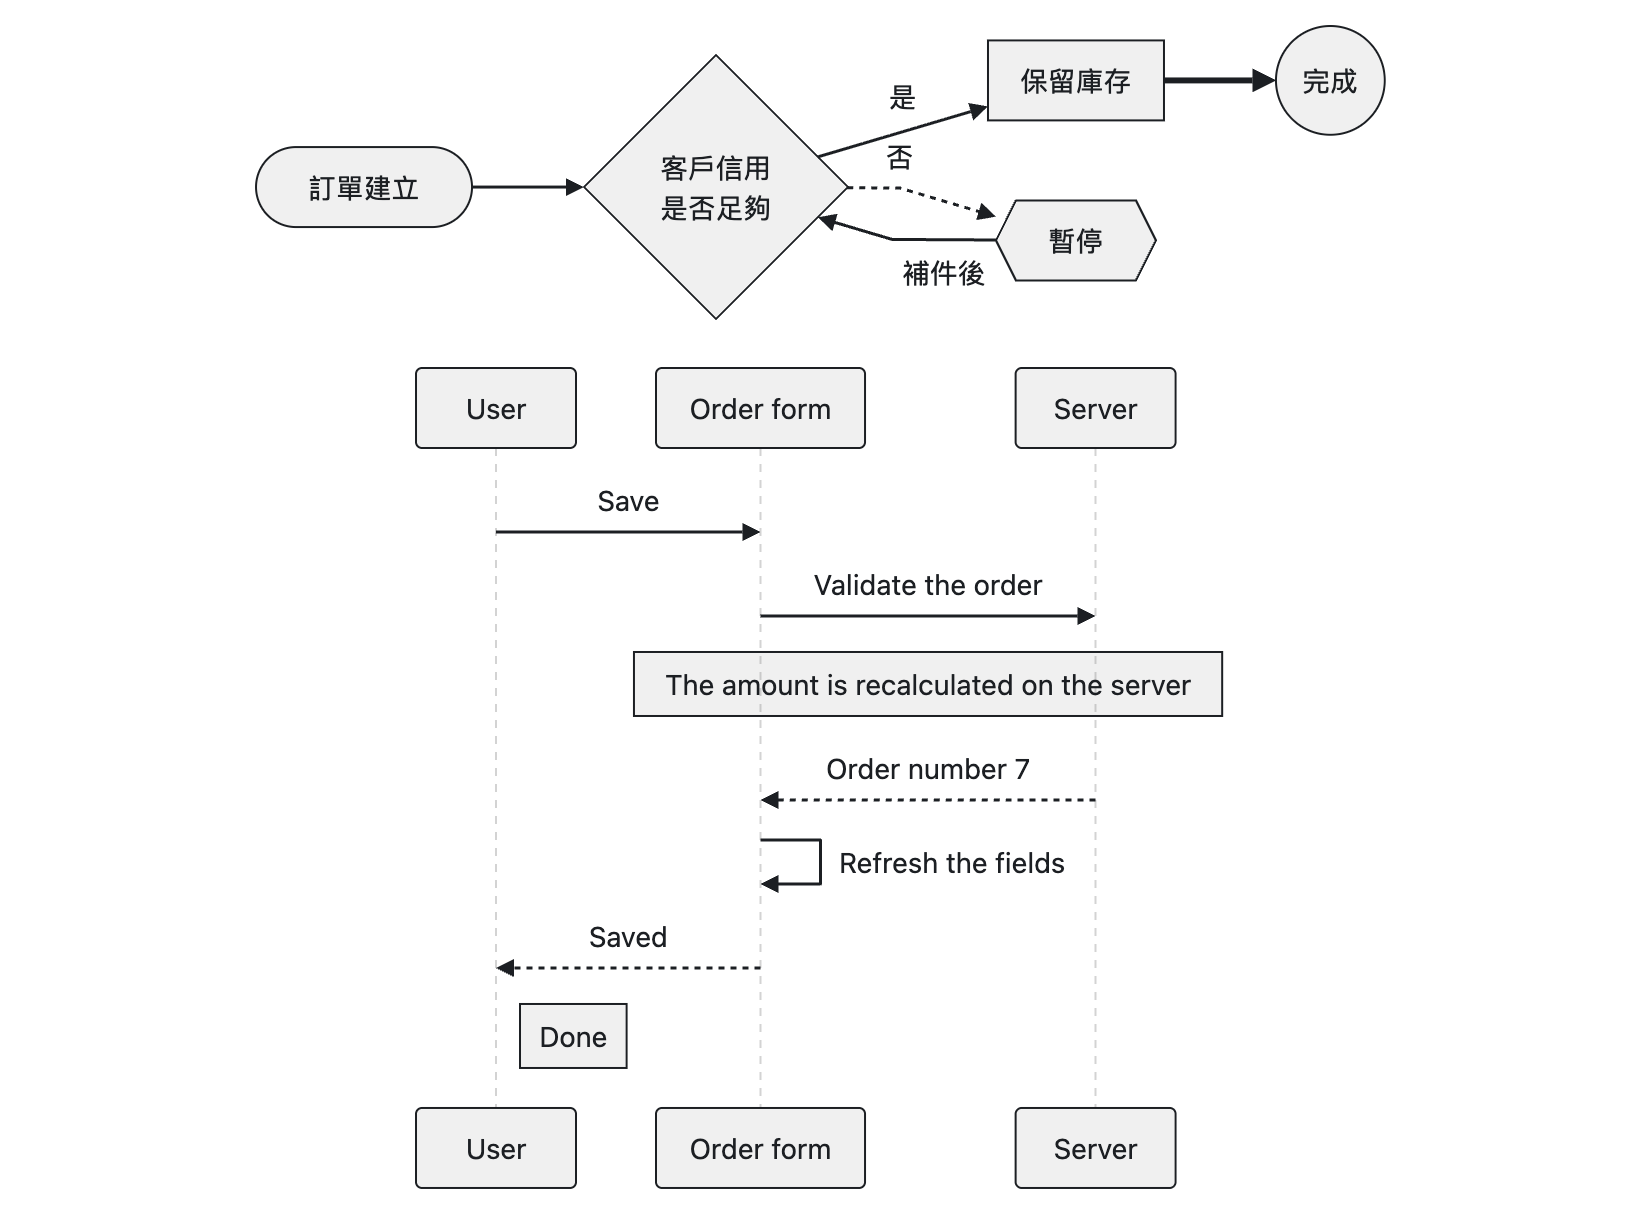 訂單建立
客戶信用
是否足夠
是
否
補件後
保留庫存
暫停
完成
User
Order form
Server
Save
Validate the order
The amount is recalculated on the server
Order number 7
Refresh the fields
Saved
Done
User
Order form
Server